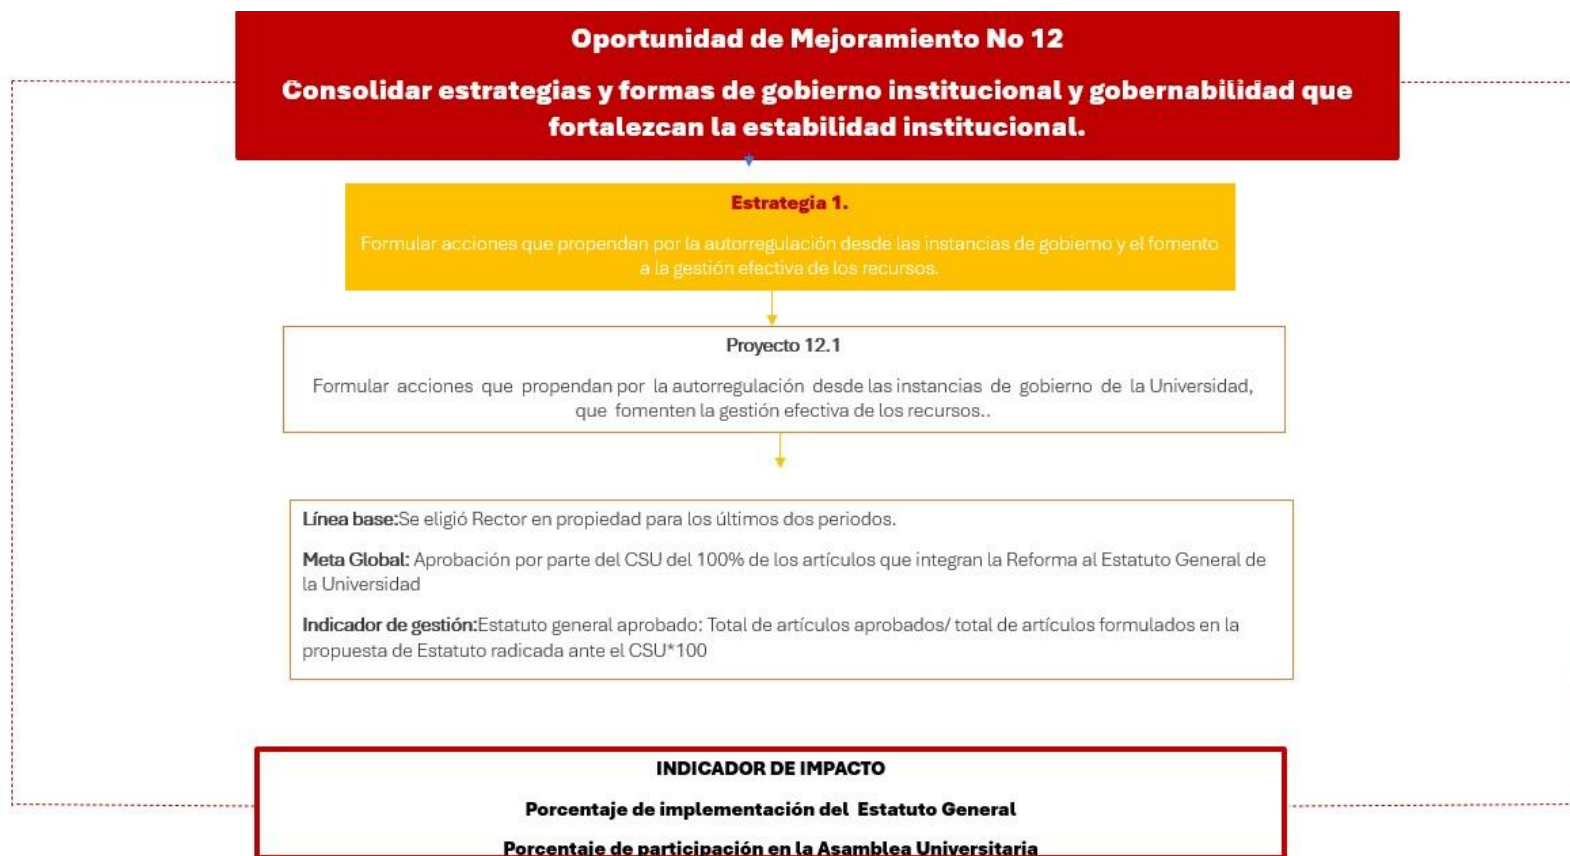 Oportunidad de Mejoramiento No 12
Consolidar estrategias y formas de gobierno institucional y gobernabilidad que
fortalezcan la estabilidad institucional.
Estrategia 1.
Formular acciones que propendan por la autorregulación desde las instancias de gobierno y el fomento
a la gestión efectiva de los recursos.
Proyecto 12.1
Formular acciones que propendan por la autorregulación desde las instancias de gobierno de la Universidad,
que fomenten la gestión efectiva de los recursos..
Línea base:Se eligió Rector en propiedad para los últimos dos periodos.
Meta Global: Aprobación por parte del CSU del 100% de los artículos que integran la Reforma al Estatuto General de
la Universidad
Indicador de gestión:Estatuto general aprobado: Total de artículos aprobados/ total de artículos formulados en la
propuesta de Estatuto radicada ante el CSU*100
INDICADOR DE IMPACTO
Porcentaje de implementación del Estatuto General
Porcentaje de participación en la Asamblea Universitaria